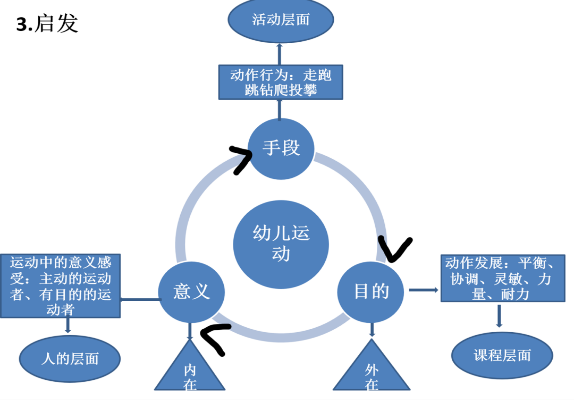 3.启发
活动层面
动作行为：走跑
跳钻爬投攀
手段
幼儿运
动
运动中的意义感
受：主动的运动
者、有目的的运
动者
意义
目的
动作发展：平衡、
协调、灵敏、力
量、耐力
人的层面
内
在
外
在
课程层面